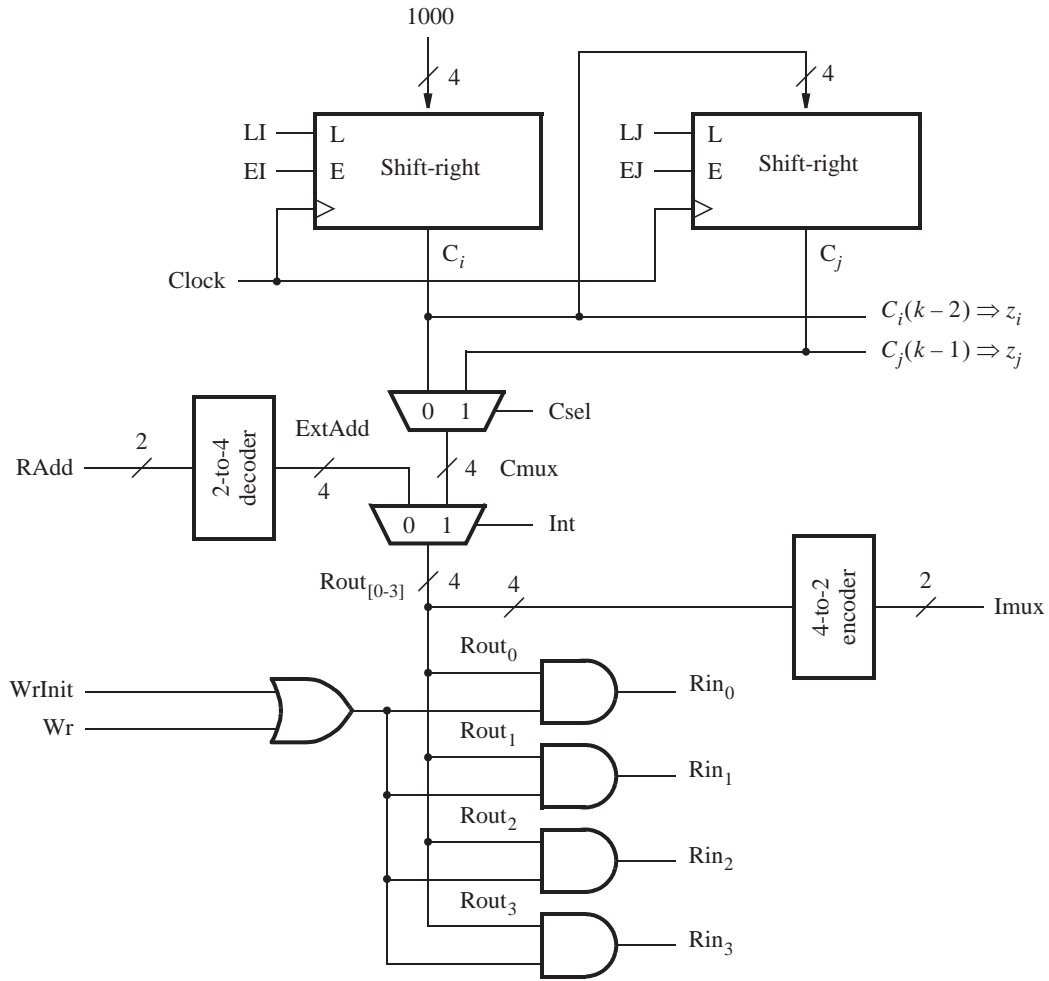 1000
4
4
LI
L
EI
E
Shift-right
LJ
L
EJ
E
Shift-right
C_i
C_j
Clock
C_i(k – 2) ⇒ z_i
C_j(k – 1) ⇒ z_j
0 1
Csel
RAdd
2
2-to-4
decoder
ExtAdd
4
4
Cmux
0 1
Int
Rout_[0-3]
4
4
4-to-2
encoder
2
Imux
Rout_0
Rin_0
WrInit
Wr
Rout_1
Rin_1
Rout_2
Rin_2
Rout_3
Rin_3